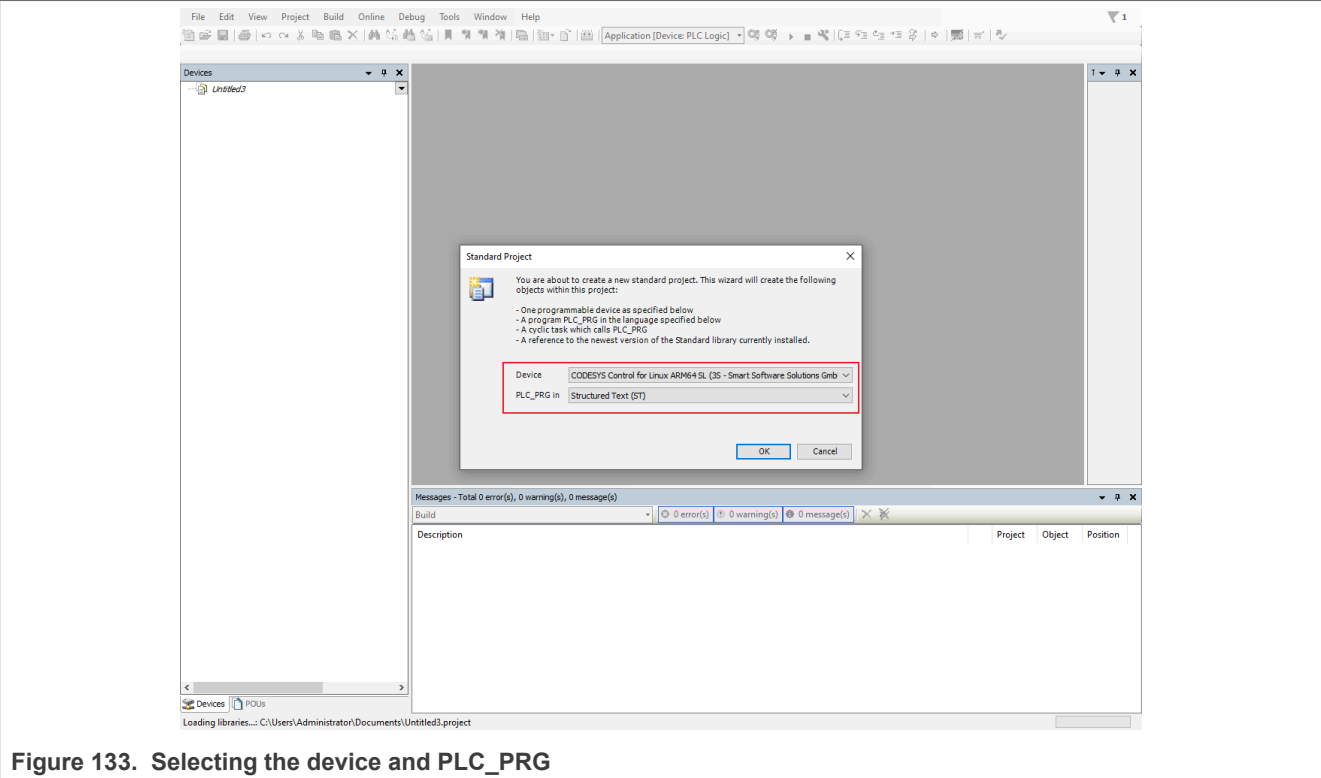 File Edit View Project Build Online Debug Tools Window Help
1
Application [Device: PLC Logic]
Devices
Untitled3
Standard Project
You are about to create a new standard project. This wizard will create the following
objects within this project:
- One programmable device as specified below
- A program PLC_PRG in the language specified below
- A cyclic task which calls PLC_PRG
- A reference to the newest version of the Standard library currently installed.
Device CODESYS Control for Linux ARM64 SL (3S - Smart Software Solutions Gmb
PLC_PRG in Structured Text (ST)
OK Cancel
Messages - Total 0 error(s), 0 warning(s), 0 message(s)
Build 0 error(s) 0 warning(s) 0 message(s)
Description Project Object Position
Devices POUs
Loading libraries...: C:\Users\Administrator\Documents\Untitled3.project
Figure 133. Selecting the device and PLC_PRG